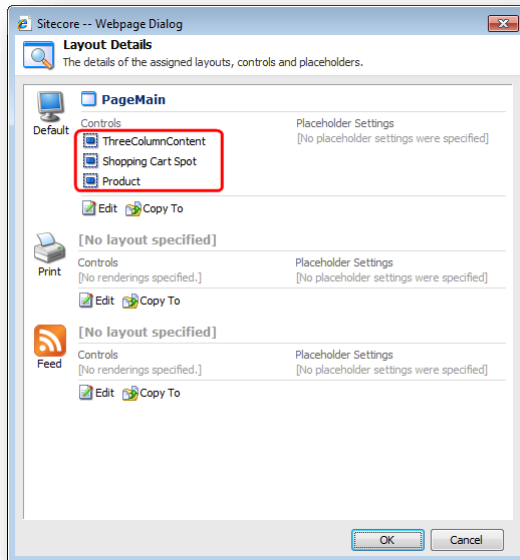 Sitecore -- Webpage Dialog
Layout Details
The details of the assigned layouts, controls and placeholders.
Default
PageMain
Controls
Placeholder Settings
ThreeColumnContent
[No placeholder settings were specified]
Shopping Cart Spot
Product
Edit Copy To
Print
[No layout specified]
Controls
Placeholder Settings
[No renderings specified.]
[No placeholder settings were specified]
Edit Copy To
Feed
[No layout specified]
Controls
Placeholder Settings
[No renderings specified.]
[No placeholder settings were specified]
Edit Copy To
OK
Cancel